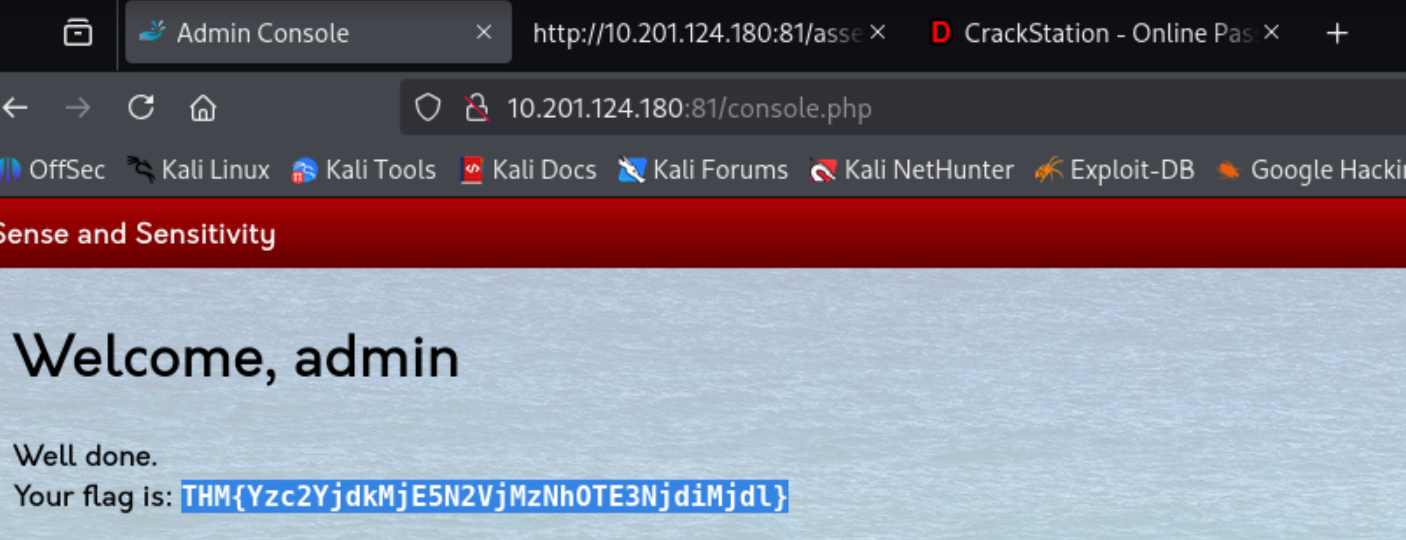 Admin Console
http://10.201.124.180:81/asse
CrackStation - Online Pas
10.201.124.180:81/console.php
OffSec
Kali Linux
Kali Tools
Kali Docs
Kali Forums
Kali NetHunter
Exploit-DB
Google Hacki
Sense and Sensitivity
Welcome, admin
Well done.
Your flag is: THM{Yzc2YjdkMjE5N2VjMzNhOTE3NjdiMjdl}